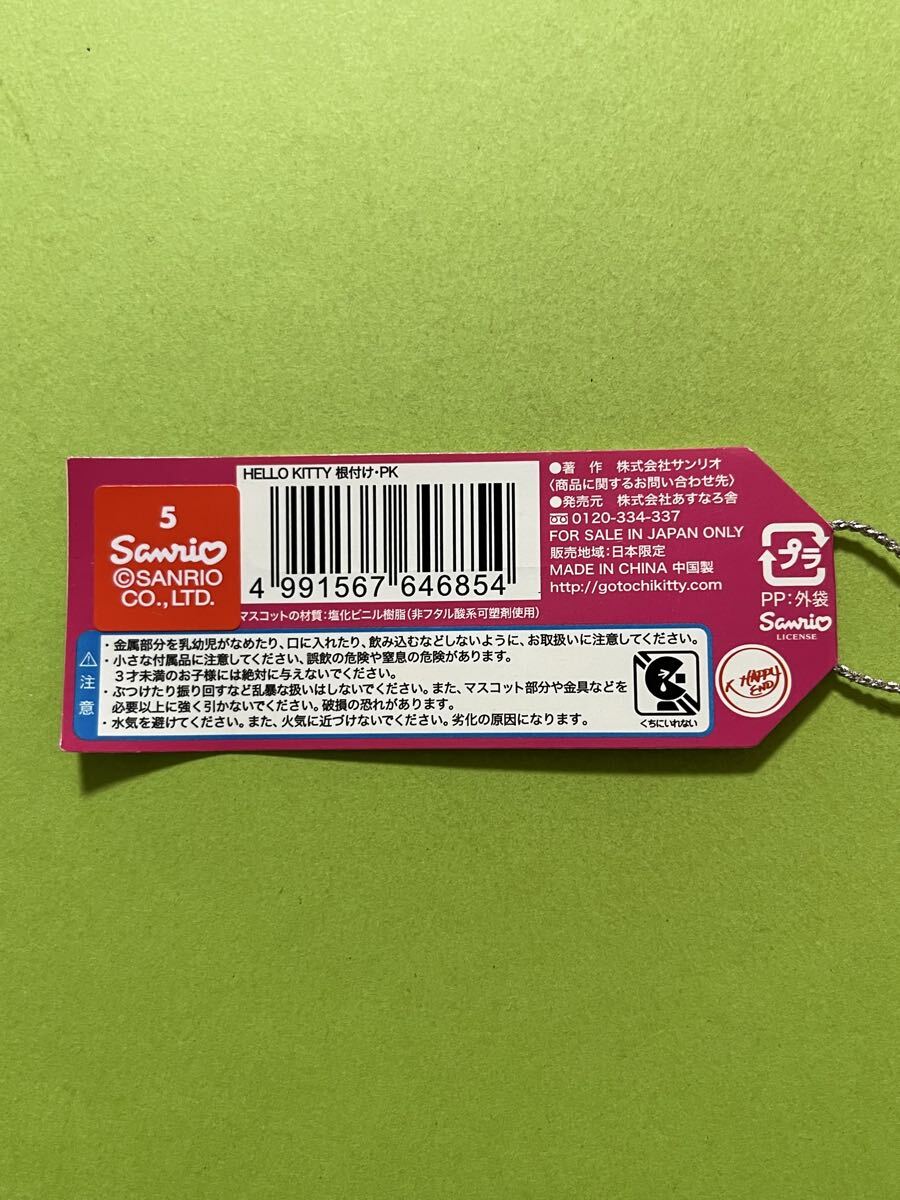 5
Sanrio
©SANRIO
CO.,LTD.
HELLO KITTY 根付け・PK
4 991567 646854
マスコットの材質:塩化ビニル樹脂(非フタル酸系可塑剤使用)
●著 作 株式会社サンリオ
〈商品に関するお問い合わせ先〉
●発売元 株式会社あすなろ舎
0120-334-337
FOR SALE IN JAPAN ONLY
販売地域:日本限定
MADE IN CHINA 中国製
http://gotochikitty.com
プラ
PP:外袋
Sanrio
LICENSE
注意
・金属部分を乳幼児がなめたり、口に入れたり、飲み込むなどしないように、お取扱いに注意してください。
・小さな付属品に注意してください、誤飲の危険や窒息の危険があります。
3才未満のお子様には絶対に与えないでください。
・ぶつけたり振り回すなど乱暴な扱いはしないでください。また、マスコット部分や金具などを
必要以上に強く引かないでください。破損の恐れがあります。
・水気を避けてください。また、火気に近づけないでください。劣化の原因になります。
くちにいれない
HAPPY
END